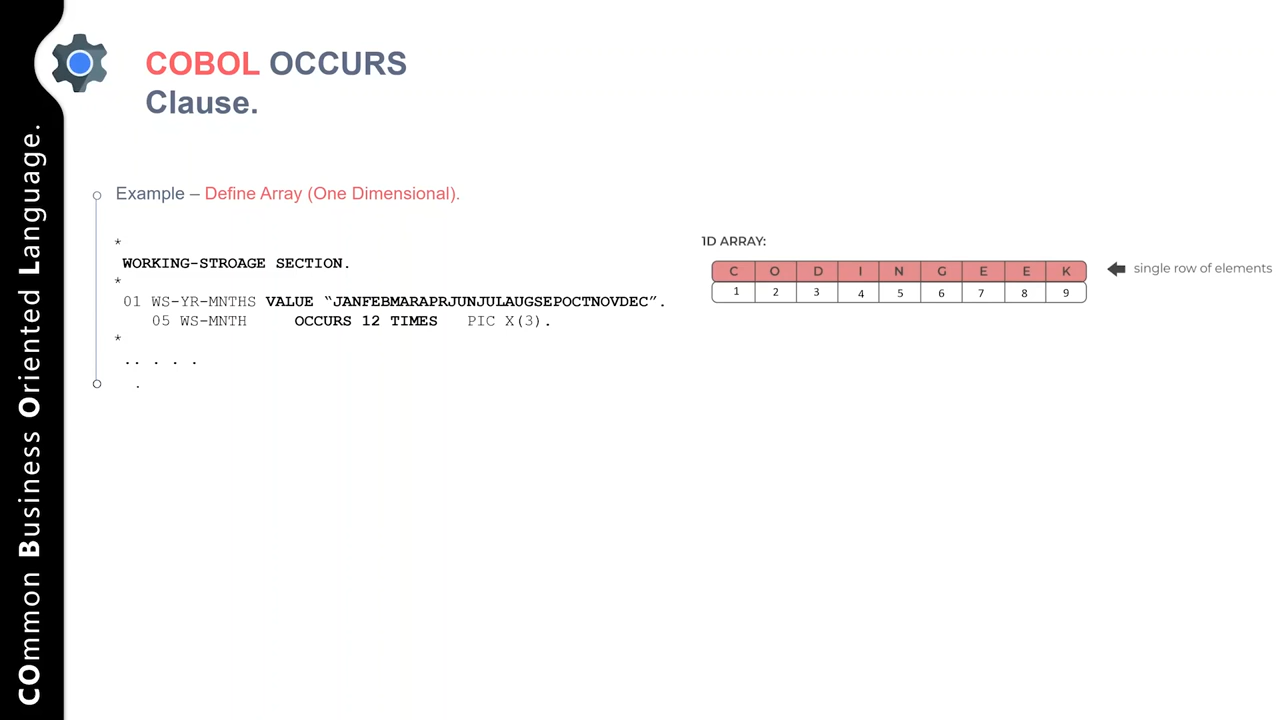 COBOL OCCURS
Clause.
COmmon Business Oriented Language.
Example – Define Array (One Dimensional).
*
WORKING-STROAGE SECTION.
*
01 WS-YR-MNTHS VALUE “JANFEBMARAPRJUNJULAUGSEPOCTNOVDEC”.
05 WS-MNTH OCCURS 12 TIMES PIC X(3).
*
.. . . .
.
1D ARRAY:
C O D I N G E E K
1 2 3 4 5 6 7 8 9
single row of elements